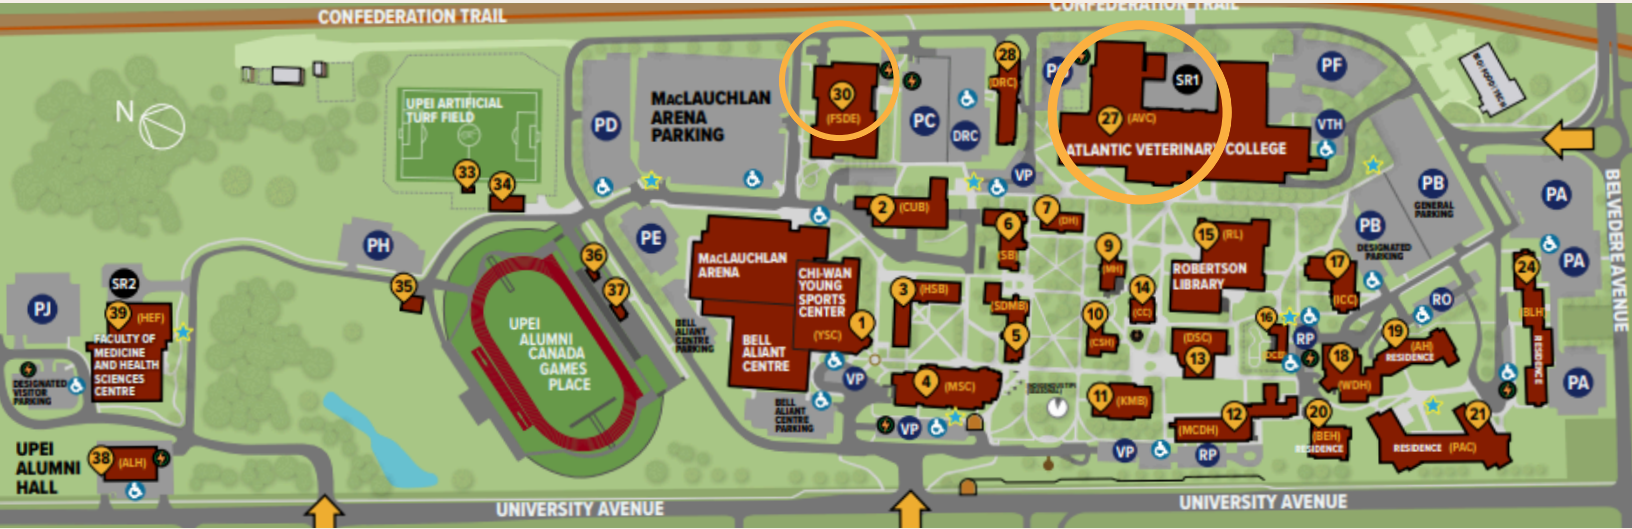 CONFEDERATION TRAIL
CONFEDERATION TRAIL
N
UPEI ARTIFICIAL
TURF FIELD
33
34
PD
MACLAUCHLAN
ARENA
PARKING
30
(FSDE)
PC
DRC
28
(DRC)
SR1
27 (AVC)
ATLANTIC VETERINARY COLLEGE
PF
VTH
PB
GENERAL
PARKING
PB
DESIGNATED
PARKING
PA
PA
PA
BELVEDERE AVENUE
VP
2 (CUB)
6
(SB)
7
(DH)
9
(MH)
15 (RL)
ROBERTSON
LIBRARY
17
(ICC)
24
(BLH)
RESIDENCE
PH
PE
MACLAUCHLAN
ARENA
CHI-WAN
YOUNG
SPORTS
CENTER
(YSC)
1
BELL
ALIANT
CENTRE
BELL
ALIANT
CENTRE
PARKING
BELL
ALIANT
CENTRE
PARKING
VP
36
37
35
UPEI
ALUMNI
CANADA
GAMES
PLACE
3 (HSB)
(SDMB)
5
4 (MSC)
VP
10
(CSH)
14
(CC)
(DSC)
13
16
RP
RO
19
(AH)
RESIDENCE
18
(WDH)
11 (KMB)
12
(MCDH)
20
(BEH)
RESIDENCE
21
RESIDENCE (PAC)
VP
RP
SR2
PJ
39 (HEF)
FACULTY OF
MEDICINE
AND HEALTH
SCIENCES
CENTRE
DESIGNATED
VISITOR
PARKING
UPEI
ALUMNI
HALL
38 (ALH)
UNIVERSITY AVENUE
UNIVERSITY AVENUE